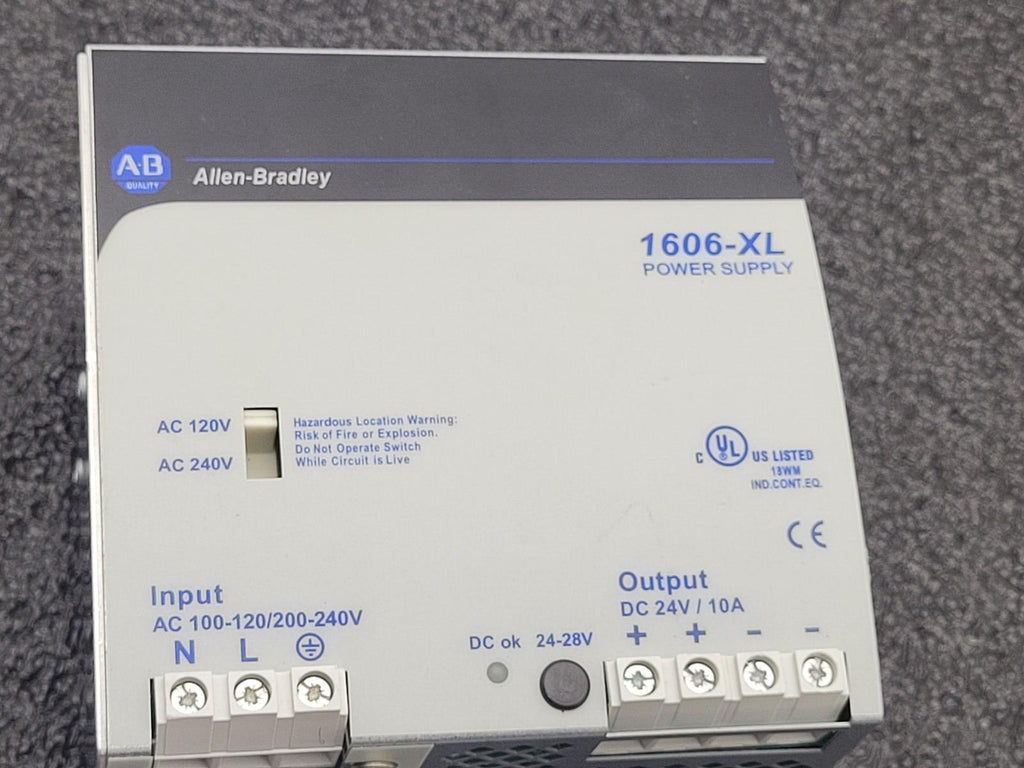 A·B
QUALITY
Allen-Bradley
1606-XL
POWER SUPPLY
AC 120V
AC 240V
Hazardous Location Warning:
Risk of Fire or Explosion.
Do Not Operate Switch
While Circuit is Live
C UL ® US LISTED
18WM
IND.CONT.EQ.
CE
Input
AC 100-120/200-240V
N L
DC ok 24-28V
Output
DC 24V / 10A
+ + - -